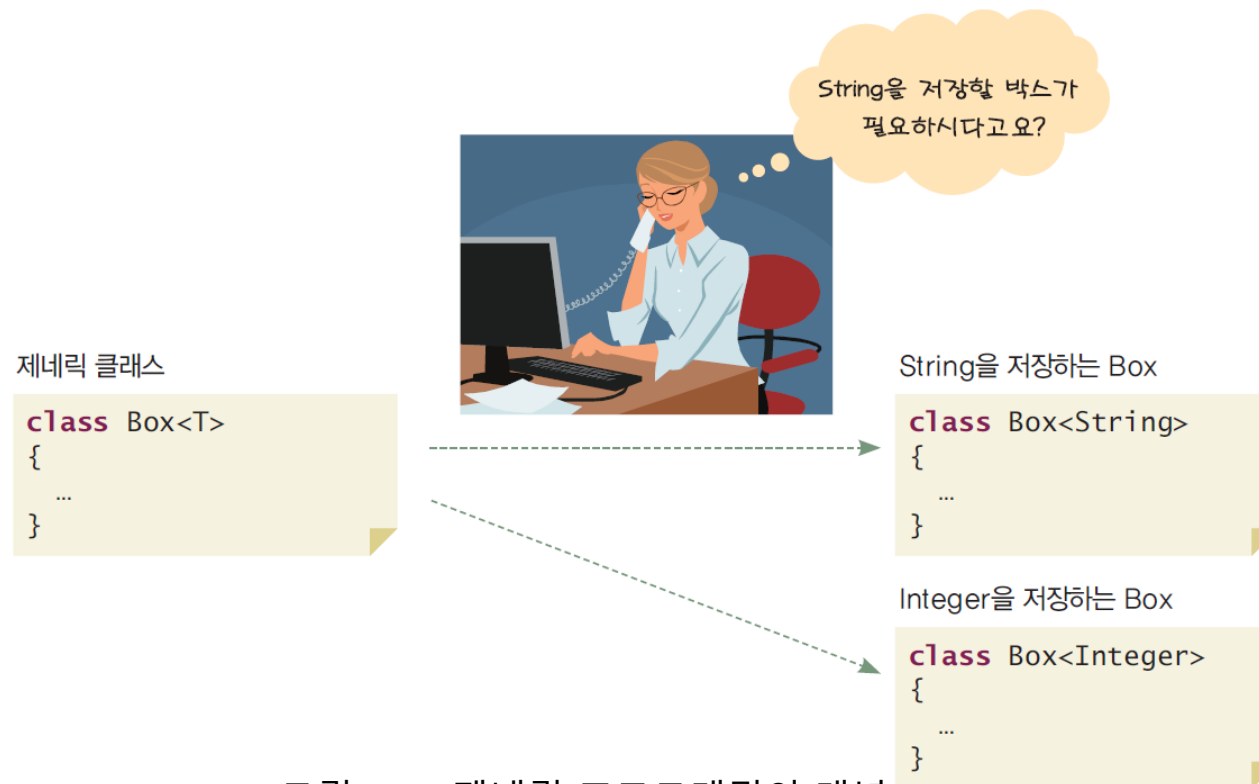 String을 저장할 박스가
필요하시다고요?
제네릭 클래스
class Box<T>
{
…
}
String을 저장하는 Box
class Box<String>
{
…
}
Integer을 저장하는 Box
class Box<Integer>
{
…
}